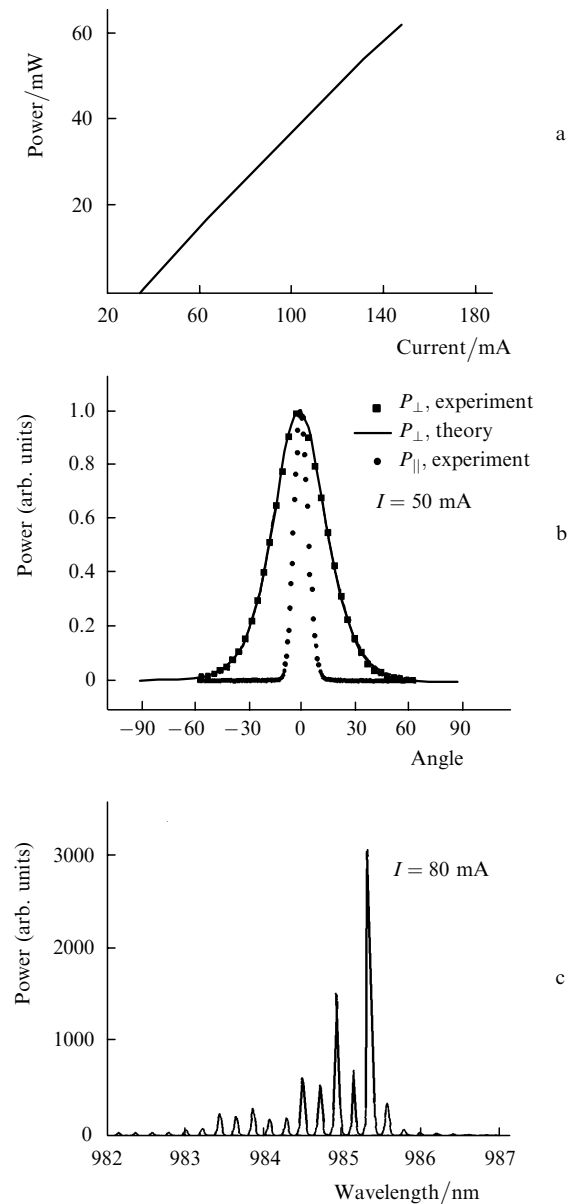 Power/mW
60
40
20
20 60 100 140 180
Current/mA
a
Power (arb. units)
1.0
0.8
0.6
0.4
0.2
0
P⊥, experiment
P⊥, theory
P||, experiment
I = 50 mA
−90 −60 −30 0 30 60 90
Angle
b
Power (arb. units)
3000
2000
1000
0
I = 80 mA
982 983 984 985 986 987
Wavelength/nm
c